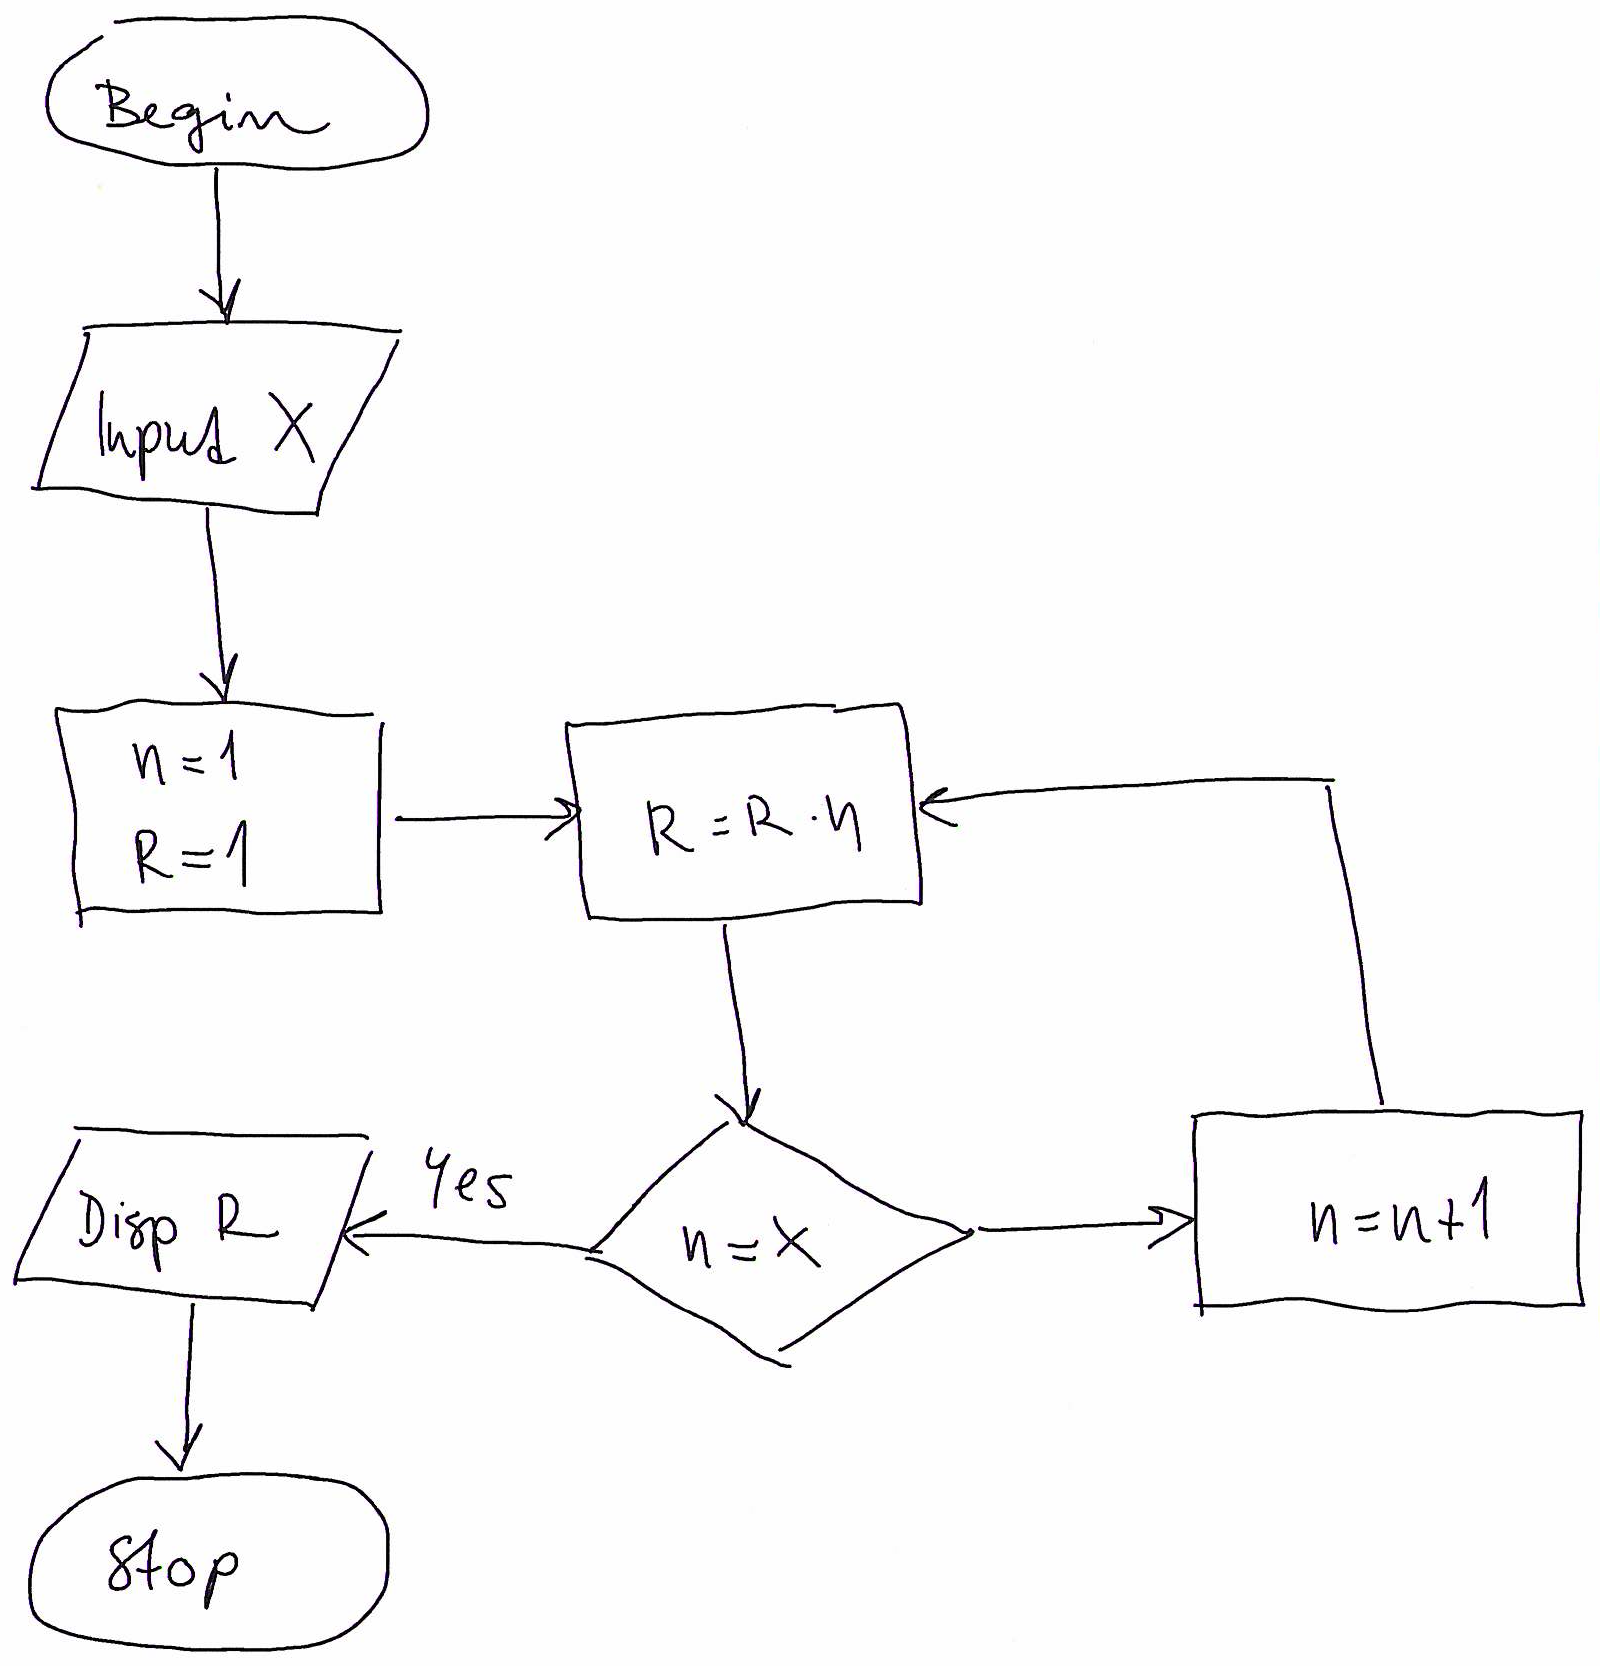 Begin
Input X
n=1
R=1
R=R·n
n=X
Yes
n=n+1
Disp R
Stop